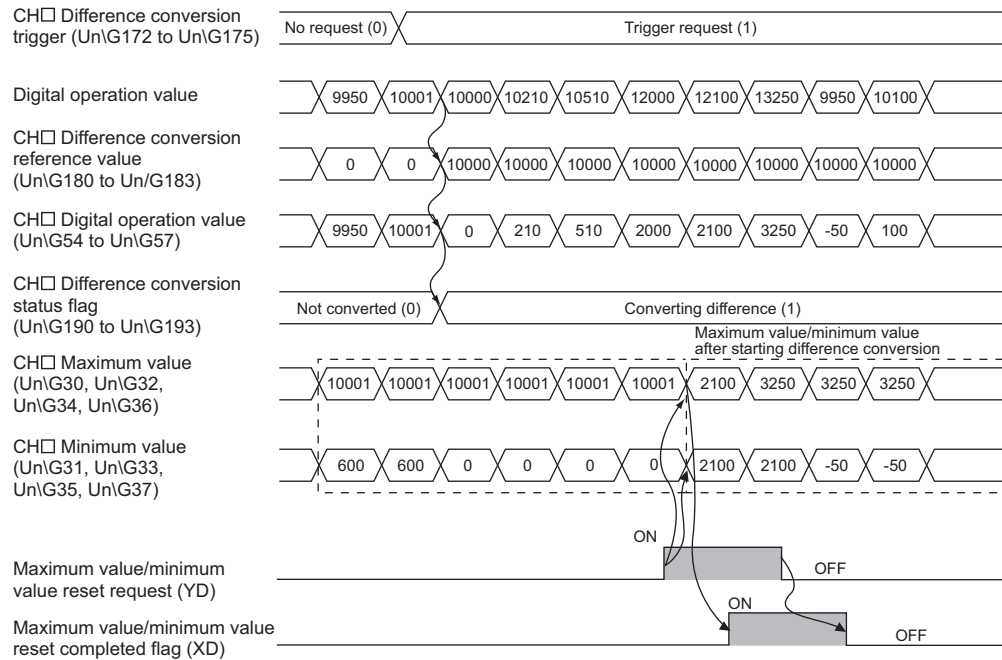 CH□ Difference conversion
trigger (Un\G172 to Un\G175)
No request (0)
Trigger request (1)
Digital operation value
9950 10001 10000 10210 10510 12000 12100 13250 9950 10100
CH□ Difference conversion
reference value
(Un\G180 to Un/G183)
0 0 10000 10000 10000 10000 10000 10000 10000 10000
CH□ Digital operation value
(Un\G54 to Un\G57)
9950 10001 0 210 510 2000 2100 3250 -50 100
CH□ Difference conversion
status flag
(Un\G190 to Un\G193)
Not converted (0)
Converting difference (1)
Maximum value/minimum value
after starting difference conversion
CH□ Maximum value
(Un\G30, Un\G32,
Un\G34, Un\G36)
10001 10001 10001 10001 10001 10001 2100 3250 3250 3250
CH□ Minimum value
(Un\G31, Un\G33,
Un\G35, Un\G37)
600 600 0 0 0 0 2100 2100 -50 -50
ON
Maximum value/minimum
value reset request (YD)
OFF
ON
Maximum value/minimum value
reset completed flag (XD)
OFF